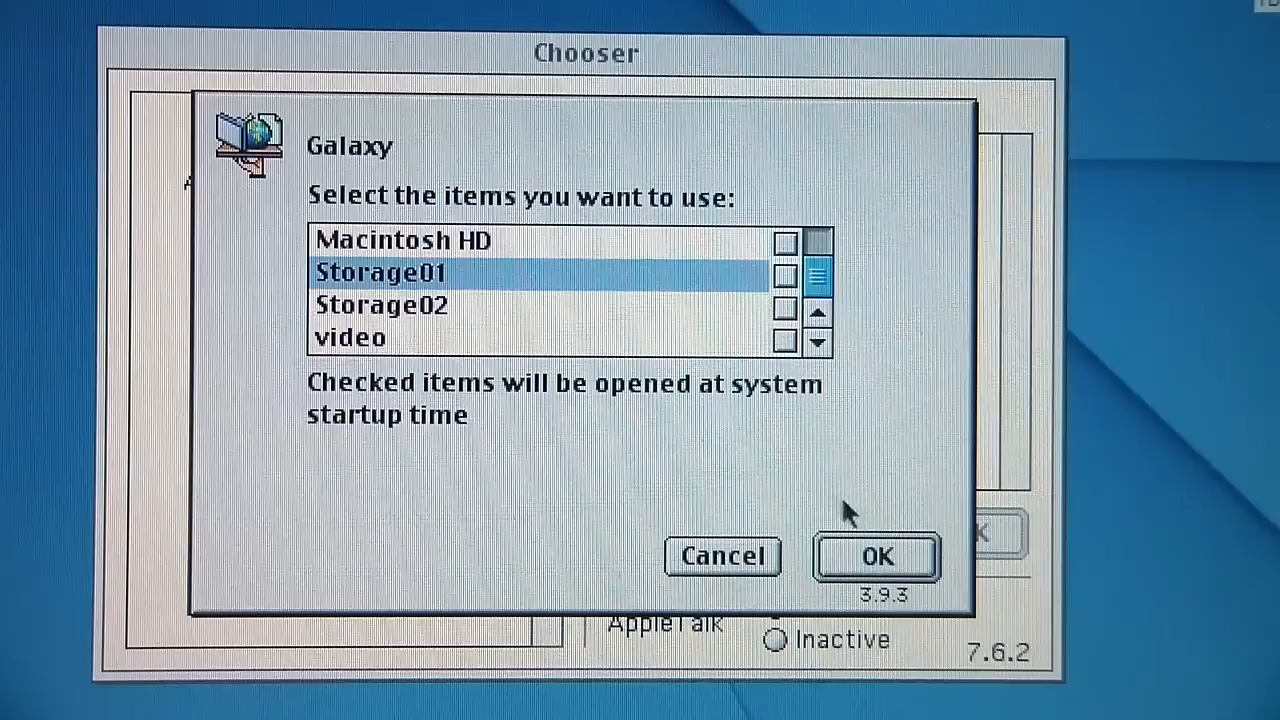 Chooser
Galaxy
Select the items you want to use:
Macintosh HD
Storage01
Storage02
video
Checked items will be opened at system
startup time
Cancel
OK
3.9.3
AppleTalk
Inactive
7.6.2